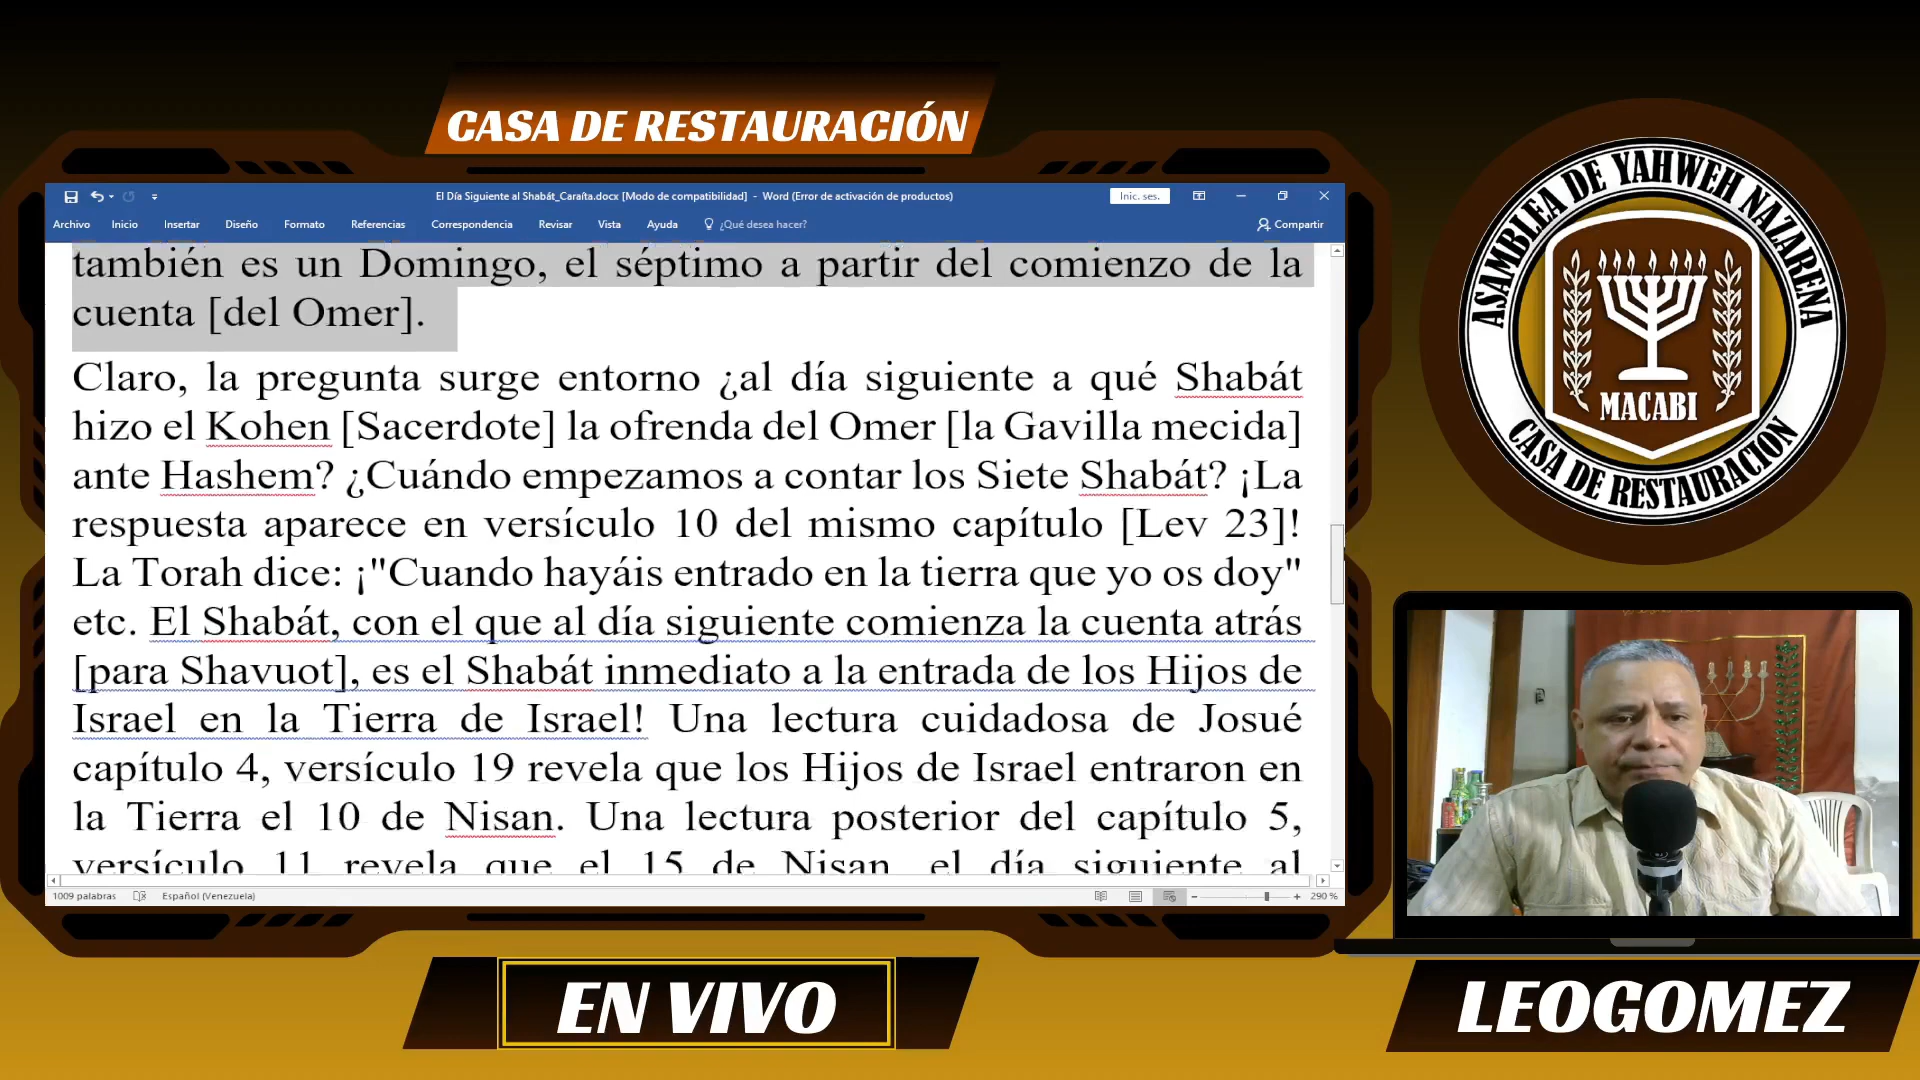 CASA DE RESTAURACIÓN
El Día Siguiente al Shabát_Caraíta.docx [Modo de compatibilidad] - Word (Error de activación de productos)
Inic. ses.
Archivo Inicio Insertar Diseño Formato Referencias Correspondencia Revisar Vista Ayuda ¿Qué desea hacer? Compartir
también es un Domingo, el séptimo a partir del comienzo de la
cuenta [del Omer].
Claro, la pregunta surge entorno ¿al día siguiente a qué Shabát
hizo el Kohen [Sacerdote] la ofrenda del Omer [la Gavilla mecida]
ante Hashem? ¿Cuándo empezamos a contar los Siete Shabát? ¡La
respuesta aparece en versículo 10 del mismo capítulo [Lev 23]!
La Torah dice: ¡"Cuando hayáis entrado en la tierra que yo os doy"
etc. El Shabát, con el que al día siguiente comienza la cuenta atrás
[para Shavuot], es el Shabát inmediato a la entrada de los Hijos de
Israel en la Tierra de Israel! Una lectura cuidadosa de Josué
capítulo 4, versículo 19 revela que los Hijos de Israel entraron en
la Tierra el 10 de Nisan. Una lectura posterior del capítulo 5,
versículo 11 revela que el 15 de Nisan, el día siguiente al
1009 palabras Español (Venezuela) 290 %
ASAMBLEA DE YAHWEH NAZARENA
MACABI
CASA DE RESTAURACION
EN VIVO
LEOGOMEZ